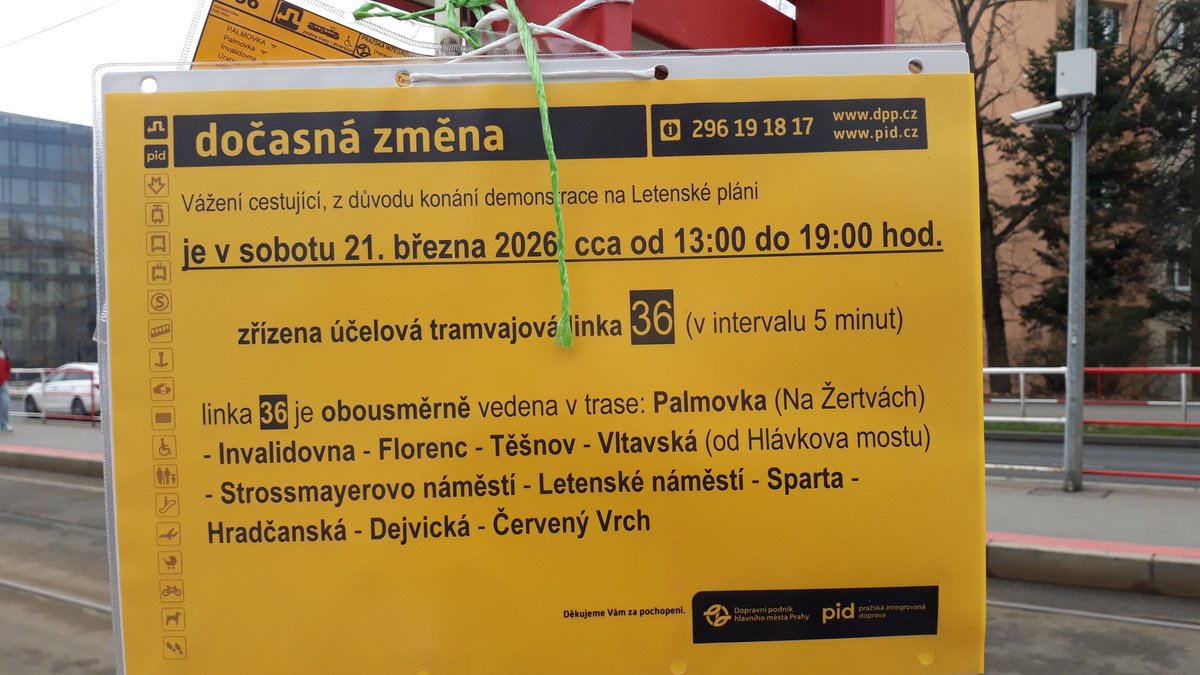 PALMOVKA
Palmovka
Invalidovna
PRAŽSKÁ INTEGRO
pid
dočasná změna
296 19 18 17
www.dpp.cz
www.pid.cz
Vážení cestující, z důvodu konání demonstrace na Letenské pláni
je v sobotu 21. března 2026, cca od 13:00 do 19:00 hod.
zřízena účelová tramvajová linka 36 (v intervalu 5 minut)
linka 36 je obousměrně vedena v trase: Palmovka (Na Žertvách)
- Invalidovna - Florenc - Těšnov - Vltavská (od Hlávkova mostu)
- Strossmayerovo náměstí - Letenské náměstí - Sparta -
Hradčanská - Dejvická - Červený Vrch
Děkujeme Vám za pochopení.
Dopravní podnik
hlavního města Prahy
pid pražská integrovaná
doprava